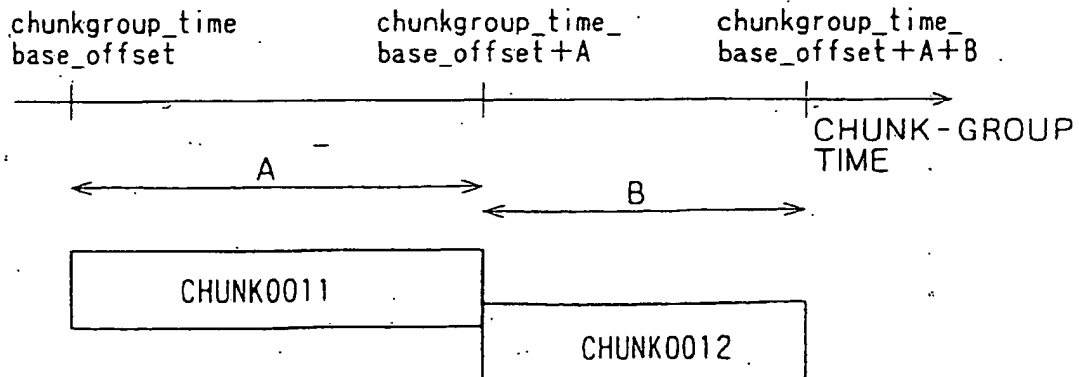 chunkgroup_time
base_offset
chunkgroup_time_
base_offset+A
chunkgroup_time_
base_offset+A+B
CHUNK-GROUP
TIME
A
B
CHUNK0011
CHUNK0012